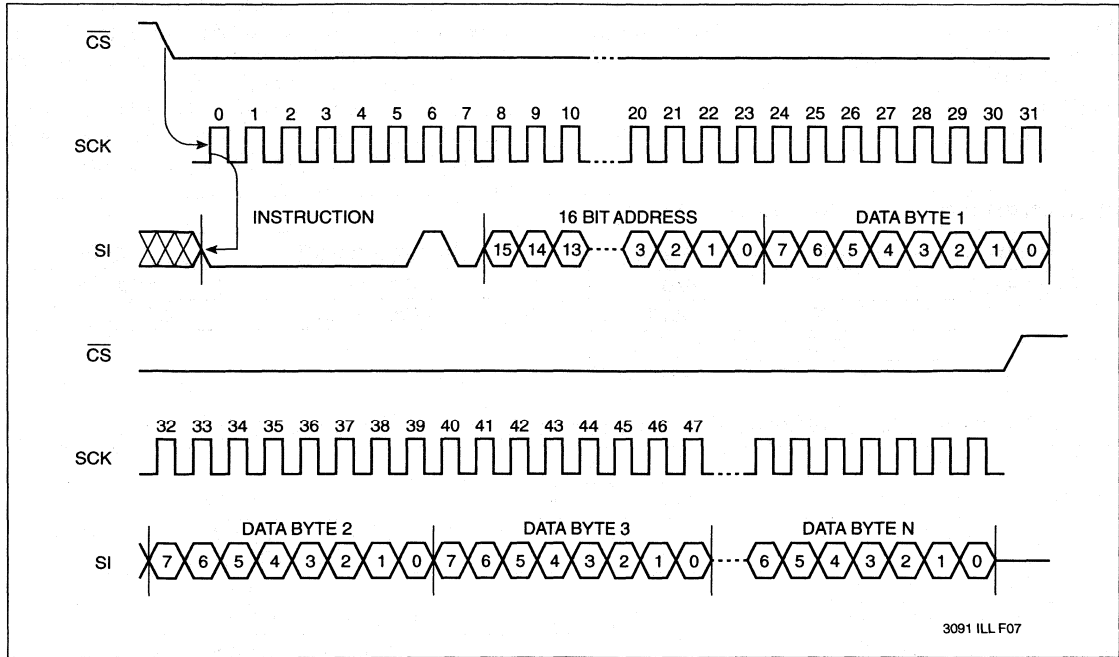 CS
0 1 2 3 4 5 6 7 8 9 10 20 21 22 23 24 25 26 27 28 29 30 31
SCK
INSTRUCTION 16 BIT ADDRESS DATA BYTE 1
SI 15 14 13 3 2 1 0 7 6 5 4 3 2 1 0
CS
32 33 34 35 36 37 38 39 40 41 42 43 44 45 46 47
SCK
DATA BYTE 2 DATA BYTE 3 DATA BYTE N
SI 7 6 5 4 3 2 1 0 7 6 5 4 3 2 1 0 6 5 4 3 2 1 0
3091 ILL F07